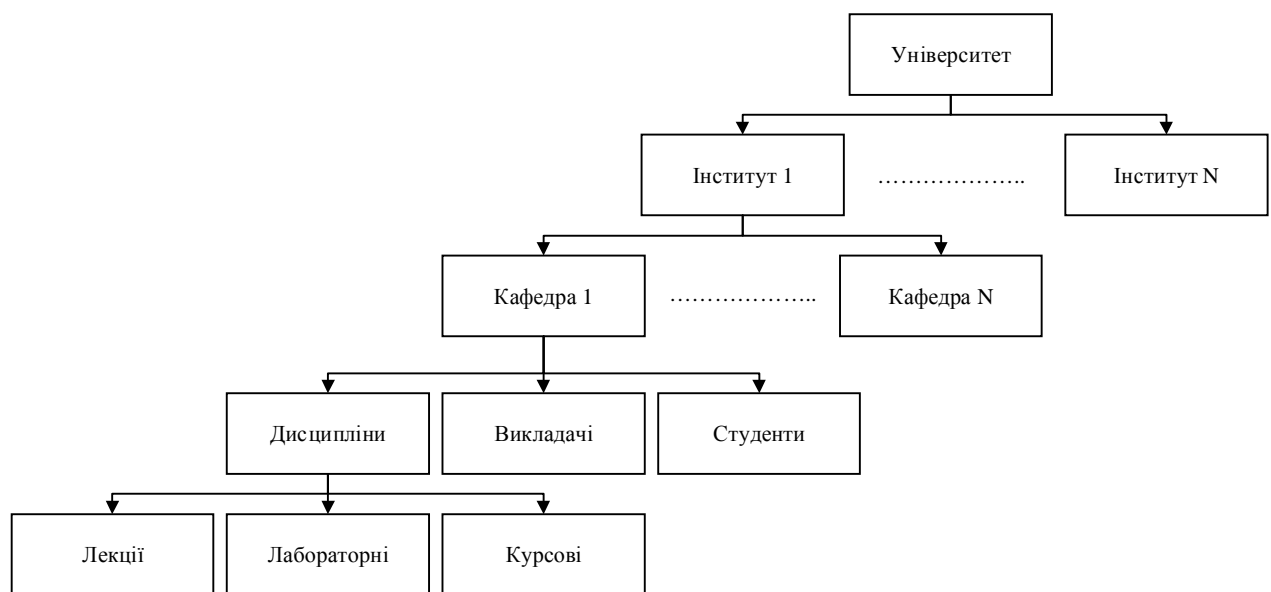 Університет
Інститут 1
………………..
Інститут N
Кафедра 1
………………..
Кафедра N
Дисципліни
Викладачі
Студенти
Лекції
Лабораторні
Курсові